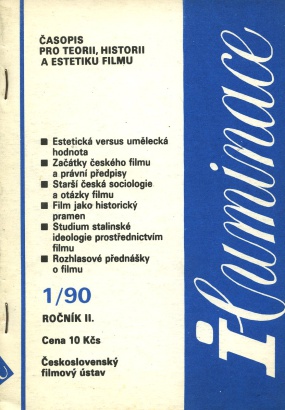 ČASOPIS
PRO TEORII, HISTORII
A ESTETIKU FILMU
■ Estetická versus umělecká
hodnota
■ Začátky českého filmu
a právní předpisy
■ Starší česká sociologie
a otázky filmu
■ Film jako historický
pramen
■ Studium stalinské
ideologie prostřednictvím
filmu
■ Rozhlasové přednášky
o filmu
1/90
ROČNÍK II.
Cena 10 Kčs
Československý
filmový ústav
iluminace